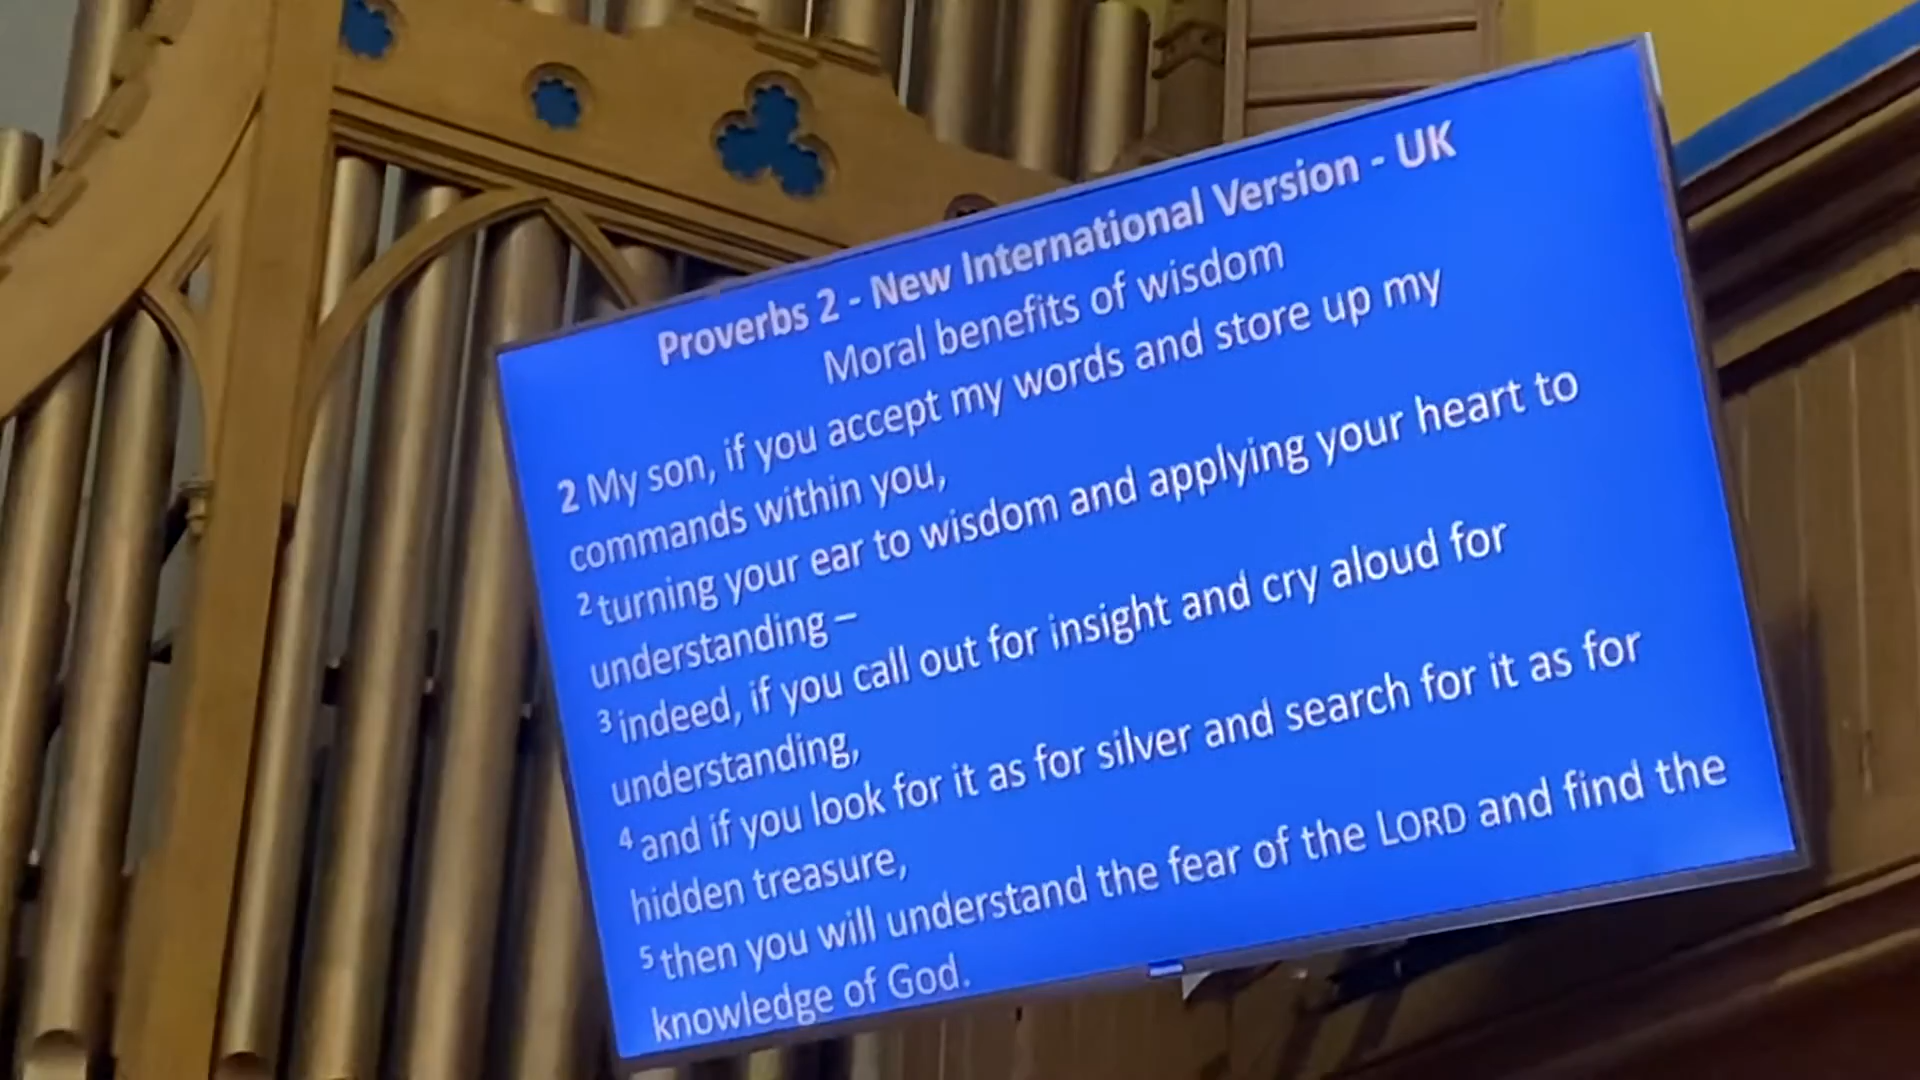 Proverbs 2 - New International Version - UK
Moral benefits of wisdom
2 My son, if you accept my words and store up my
commands within you,
2 turning your ear to wisdom and applying your heart to
understanding –
3 indeed, if you call out for insight and cry aloud for
understanding,
4 and if you look for it as for silver and search for it as for
hidden treasure,
5 then you will understand the fear of the LORD and find the
knowledge of God.